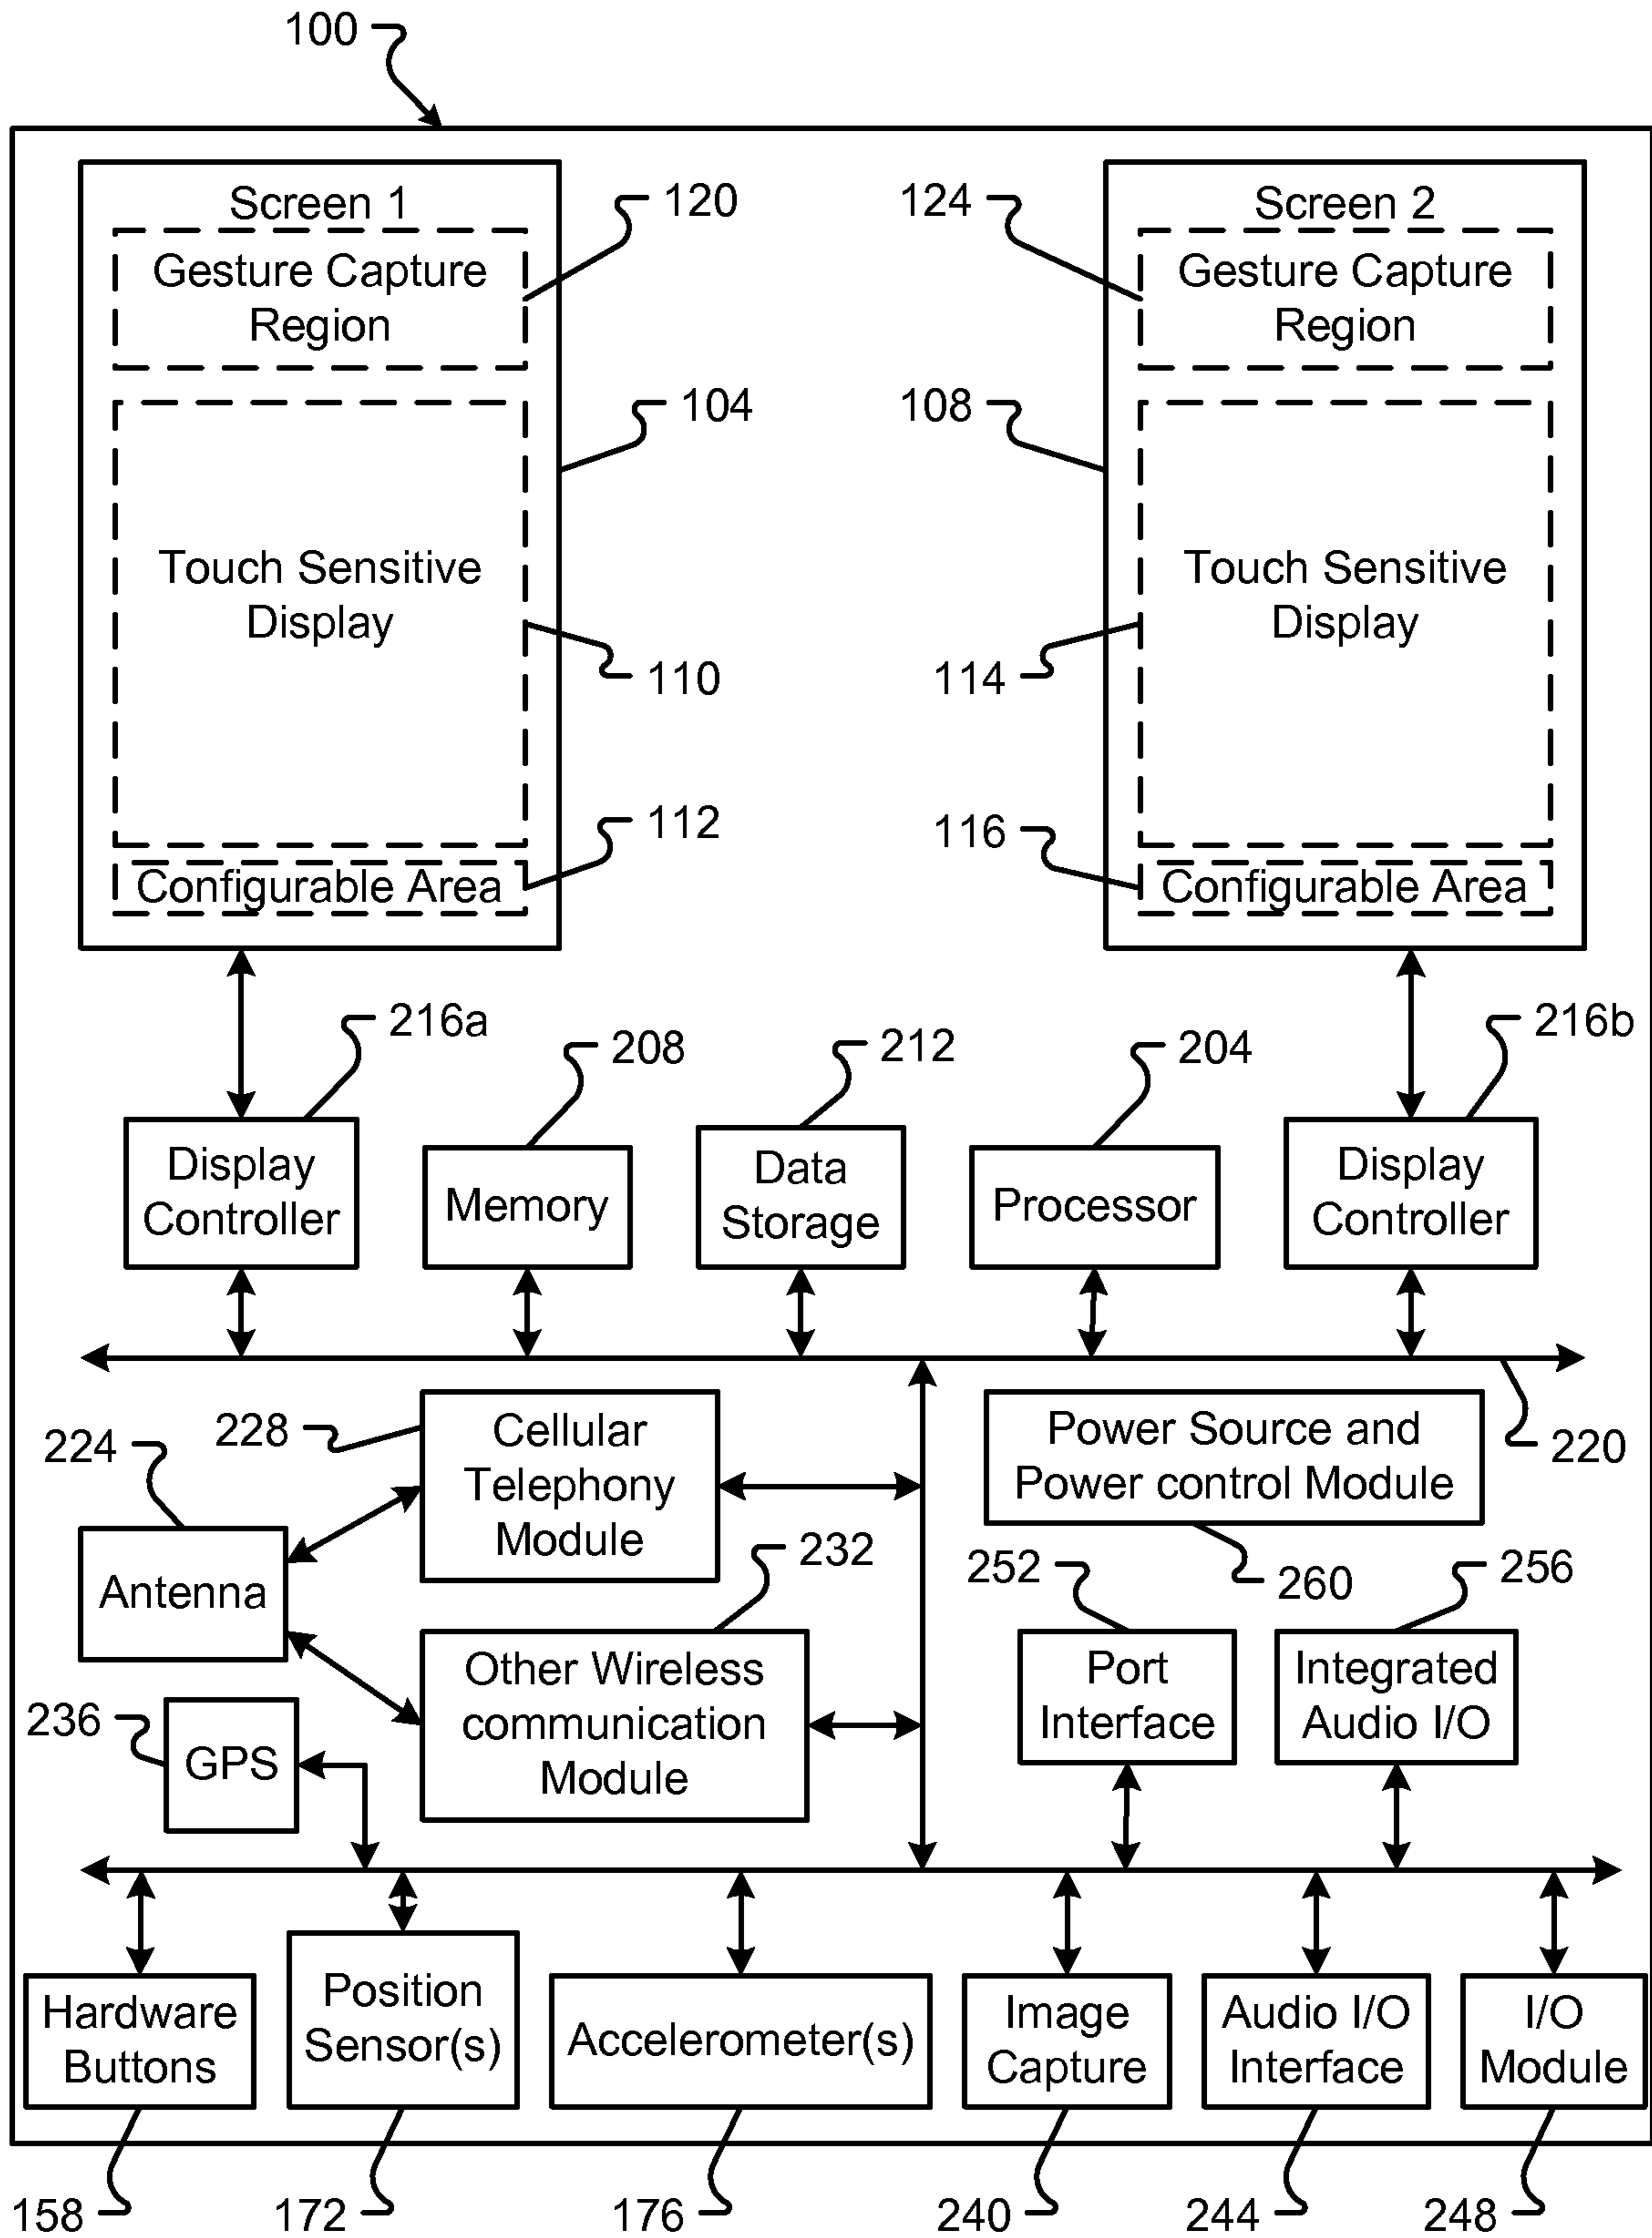 100
Screen 1
Gesture Capture
Region
120
Touch Sensitive
Display
104
110
Configurable Area
112
Screen 2
Gesture Capture
Region
124
Touch Sensitive
Display
108
114
Configurable Area
116
216a
208
212
204
216b
Display
Controller
Memory
Data
Storage
Processor
Display
Controller
220
224
228
Cellular
Telephony
Module
Power Source and
Power control Module
260
Antenna
232
Other Wireless
communication
Module
252
Port
Interface
256
Integrated
Audio I/O
236
GPS
Hardware
Buttons
Position
Sensor(s)
Accelerometer(s)
Image
Capture
Audio I/O
Interface
I/O
Module
158
172
176
240
244
248